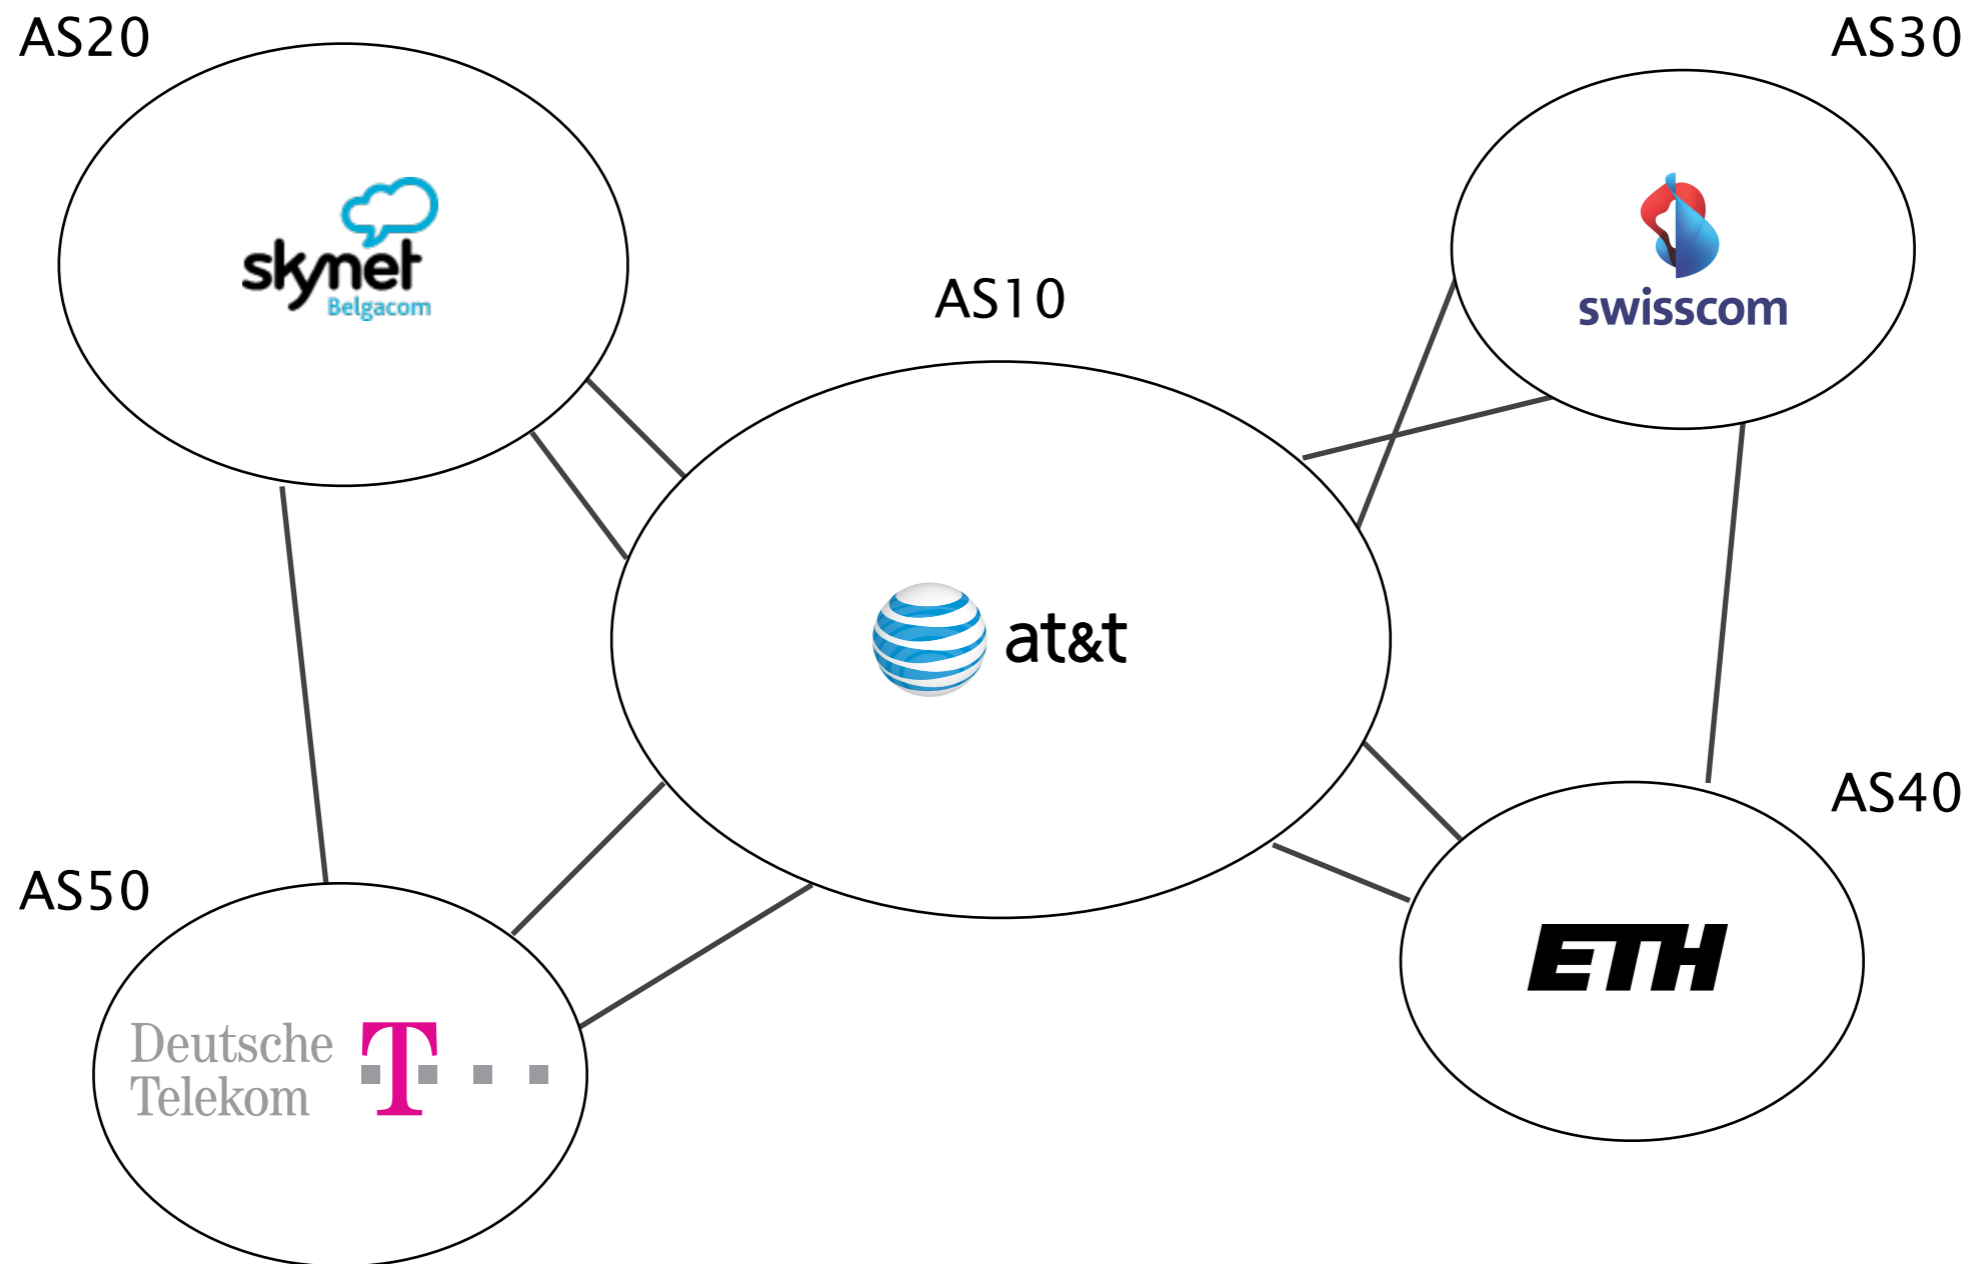 AS20
AS30
skynet
Belgacom
swisscom
AS10
at&t
AS40
ETH
AS50
Deutsche
Telekom
T